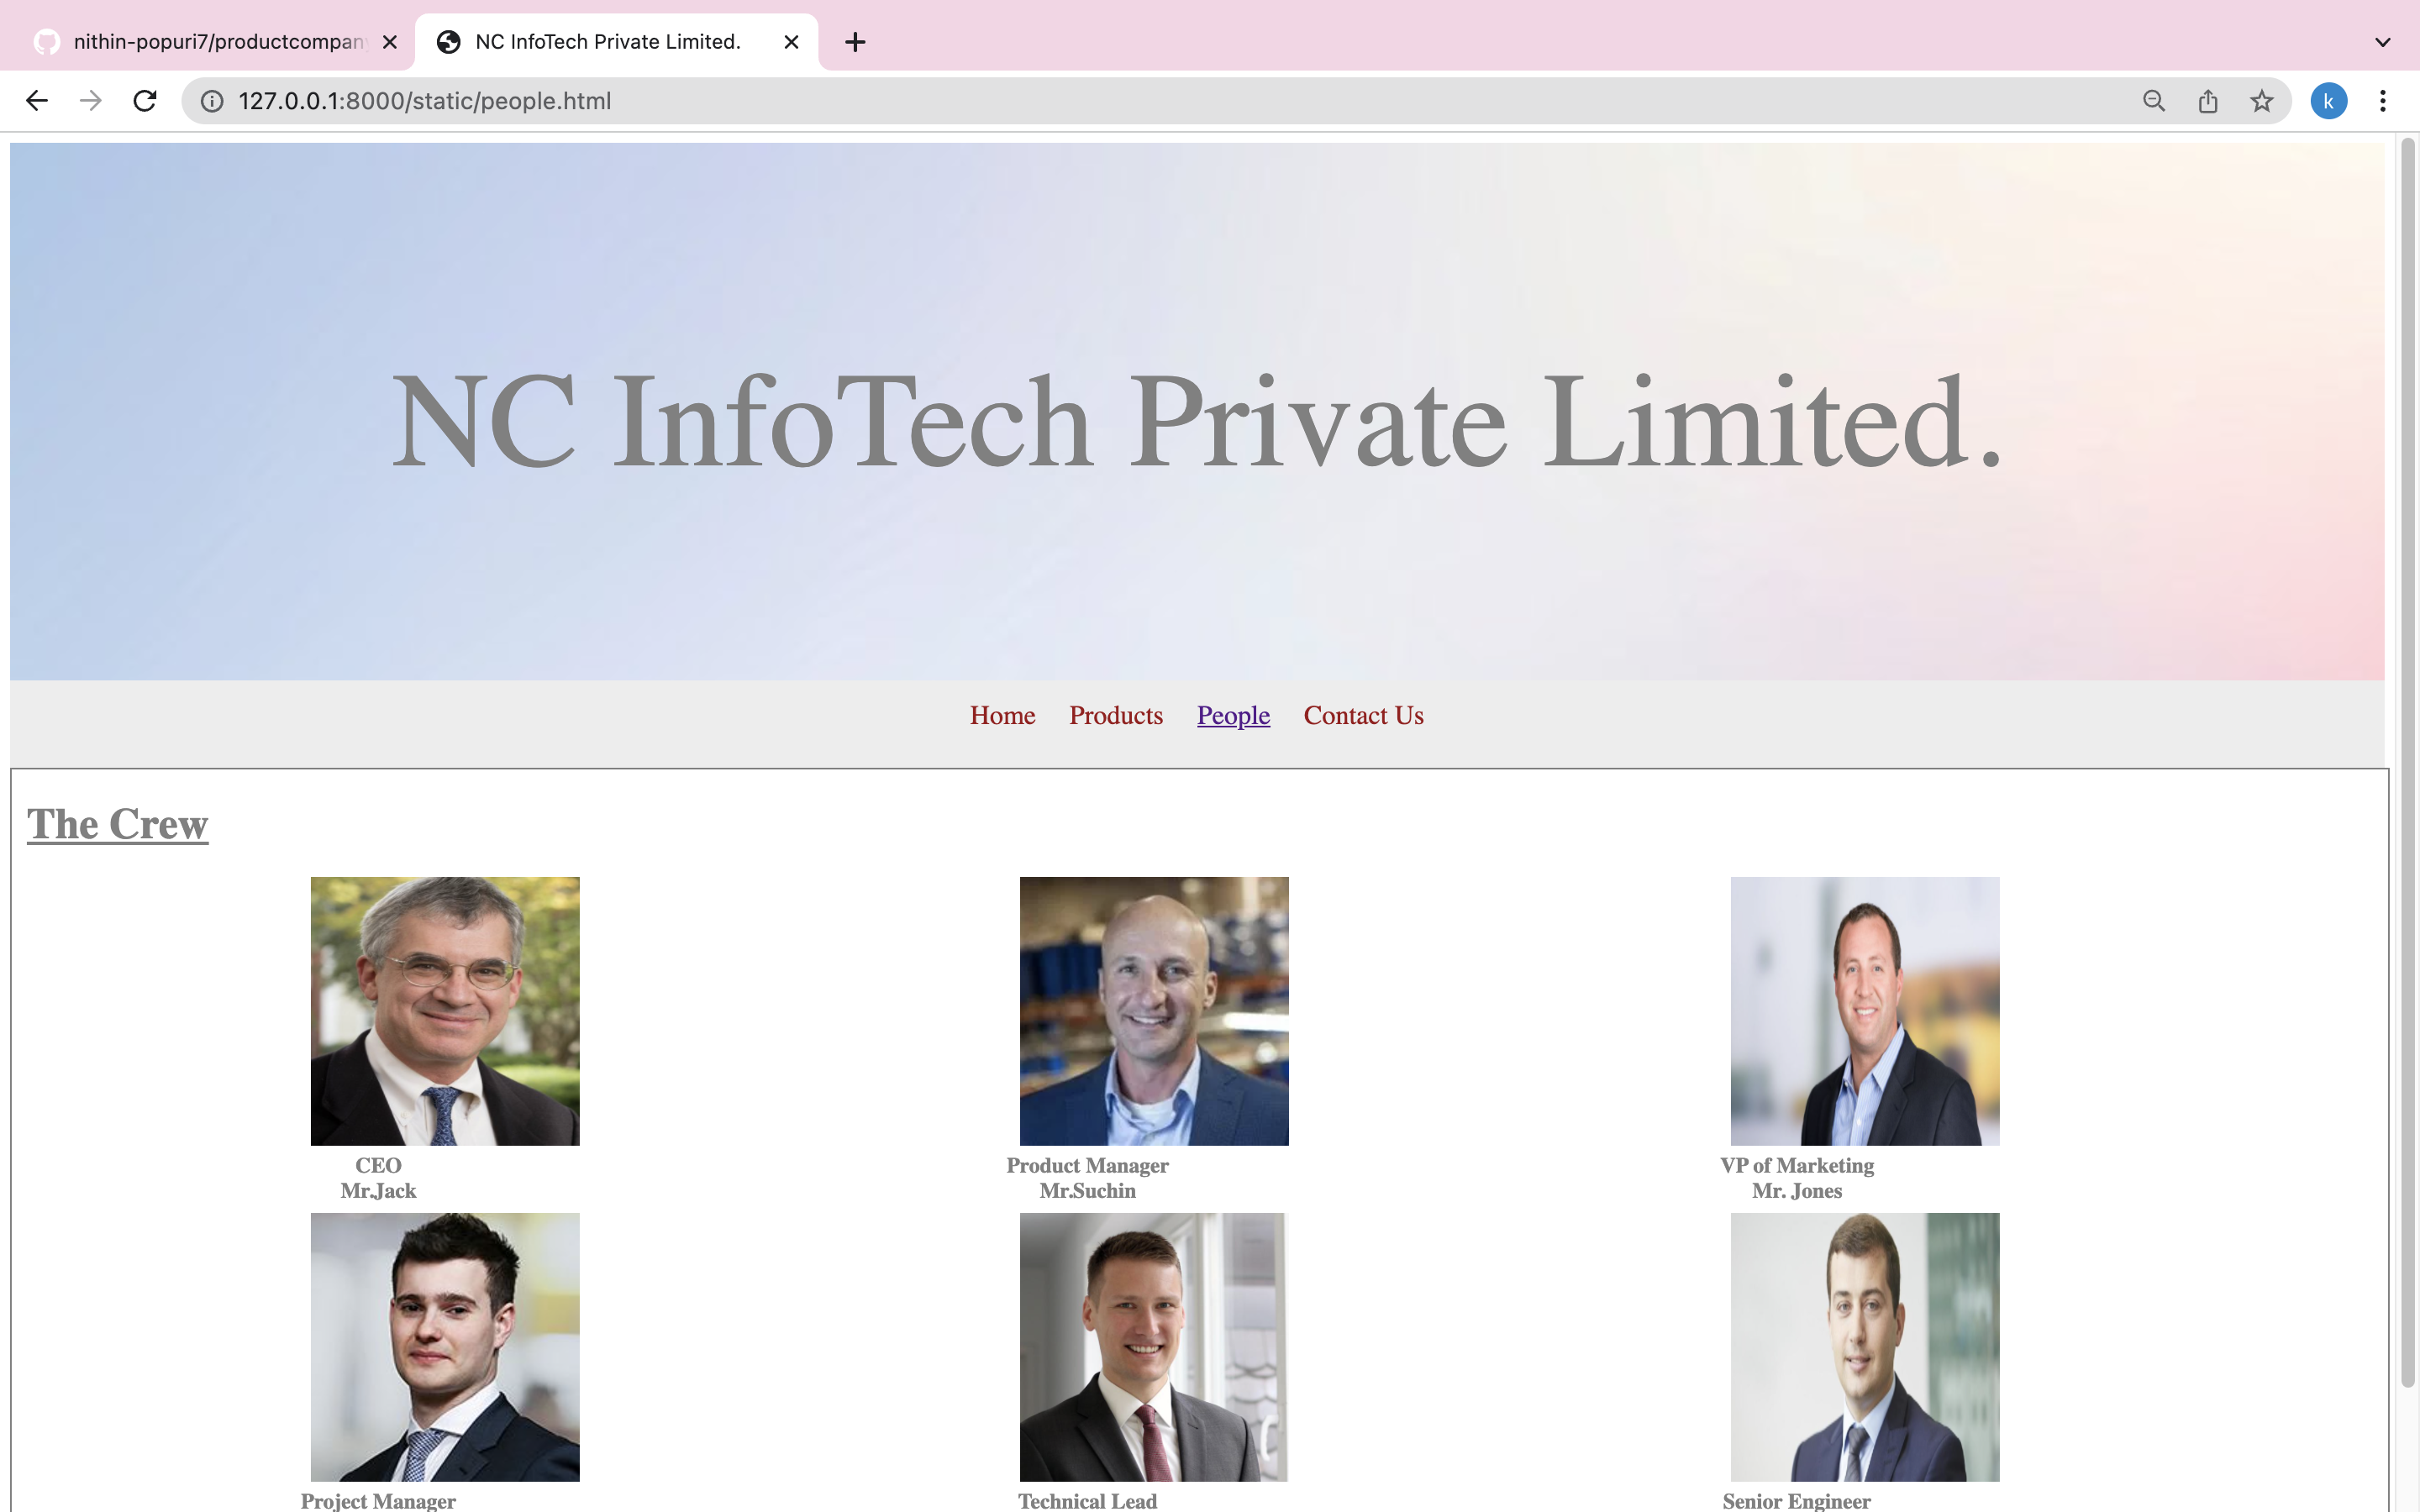 nithin-popuri7/productcompan
NC InfoTech Private Limited.
127.0.0.1:8000/static/people.html
k
NC InfoTech Private Limited.
Home Products People Contact Us
The Crew
CEO
Mr.Jack
Product Manager
Mr.Suchin
VP of Marketing
Mr. Jones
Project Manager
Technical Lead
Senior Engineer